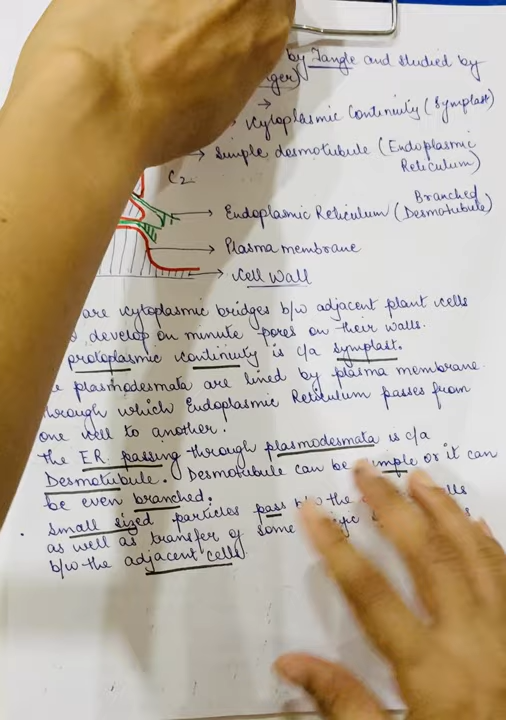 by Tangle and studied by
Cytoplasmic Continuity (Symplast)
C2 → Simple desmotubule (Endoplasmic
Reticulum)
→ Endoplasmic Reticulum (Branched
Desmotubule)
→ Plasma membrane
→ Cell Wall
are cytoplasmic bridges b/w adjacent plant cells
develop on minute pores on their walls.
protoplasmic continuity is c/a symplast.
plasmodesmata are lined by plasma membrane
through which Endoplasmic Reticulum passes from
one cell to another.
The ER passing through plasmodesmata is c/a
Desmotubule. Desmotubule can be simple or it can
be even branched.
Small sized particles pass b/w the
as well as transfer of some
b/w the adjacent cells